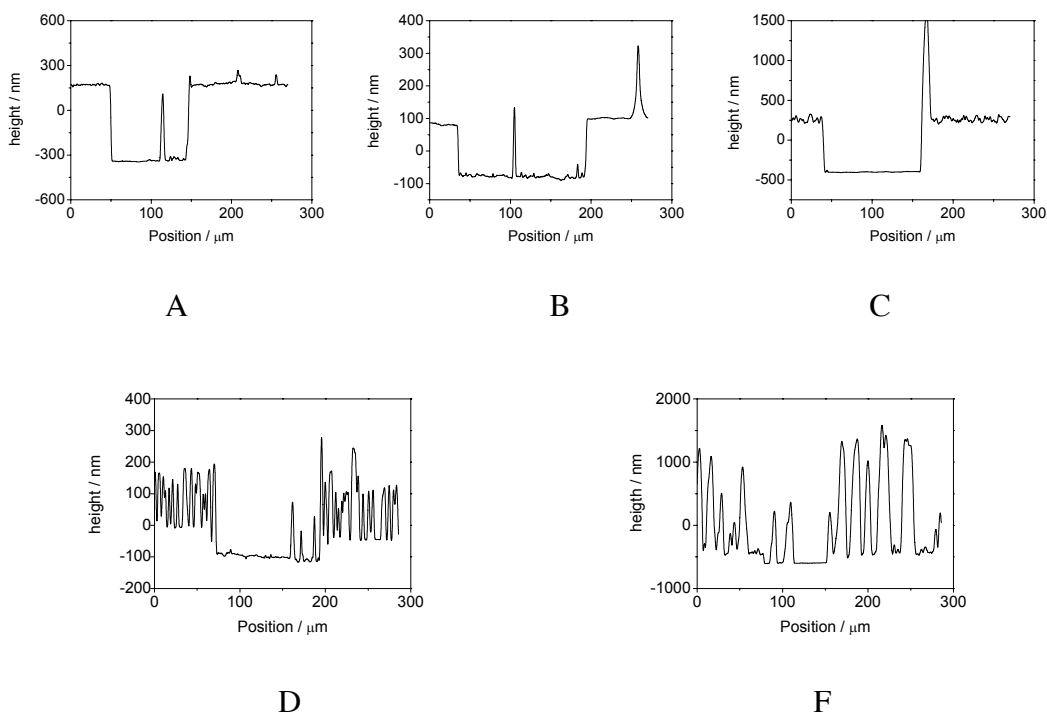 600
300
0
-300
-600
0 100 200 300
height / nm
Position / μm
A
400
300
200
100
0
-100
0 100 200 300
height / nm
Position / μm
B
1500
1000
500
250
0
-500
0 100 200 300
height / nm
Position / μm
C
400
300
200
100
0
-100
-200
0 100 200 300
height / nm
Position / μm
D
2000
1000
0
-1000
0 100 200 300
heigth / nm
Position / μm
F